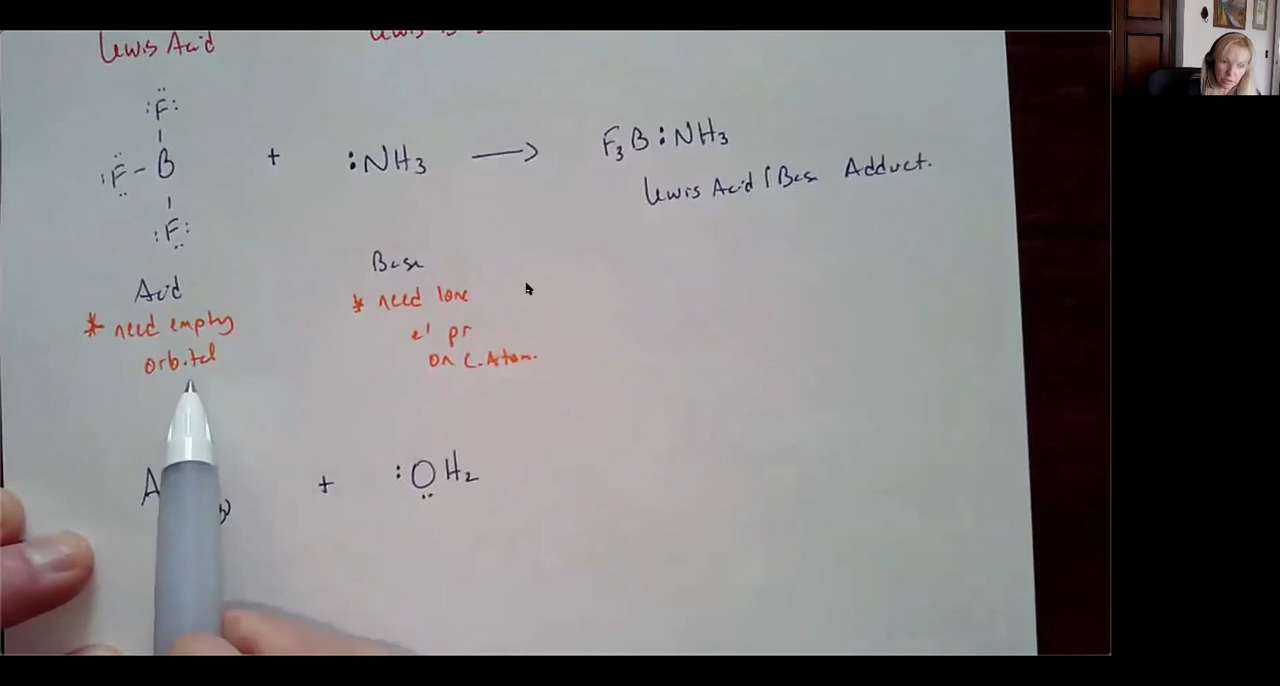 Lewis Acid
:F:
:F - B + :NH3 → F3B:NH3
:F:
Lewis Acid/Base Adduct.
Base
Acid
* need lone
* need empty
e' pr
orbital
on C. Atom.
A + :OH2